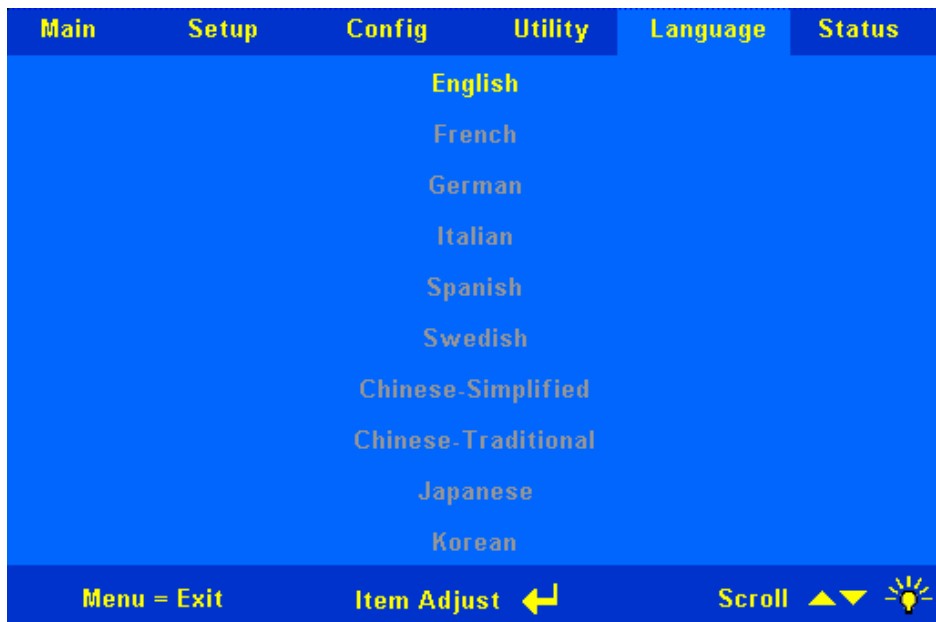 Main Setup Config Utility Language Status
English
French
German
Italian
Spanish
Swedish
Chinese-Simplified
Chinese-Traditional
Japanese
Korean
Menu = Exit Item Adjust Scroll